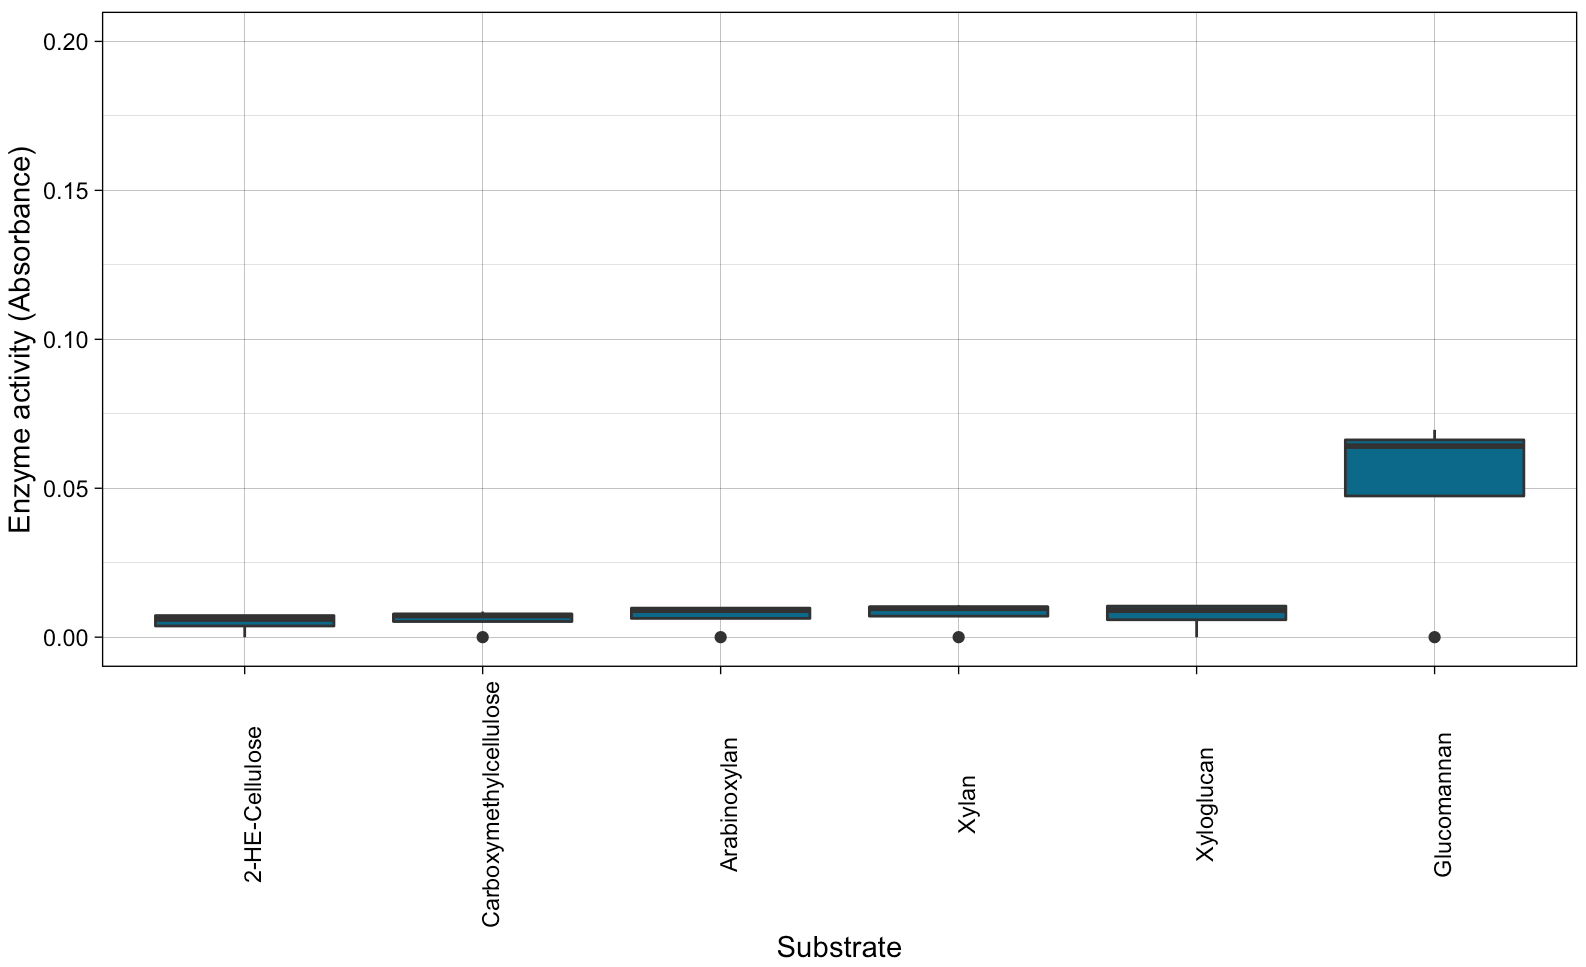 Enzyme activity (Absorbance)
0.20
0.15
0.10
0.05
0.00
2-HE-Cellulose
Carboxymethylcellulose
Arabinoxylan
Xylan
Xyloglucan
Glucomannan
Substrate